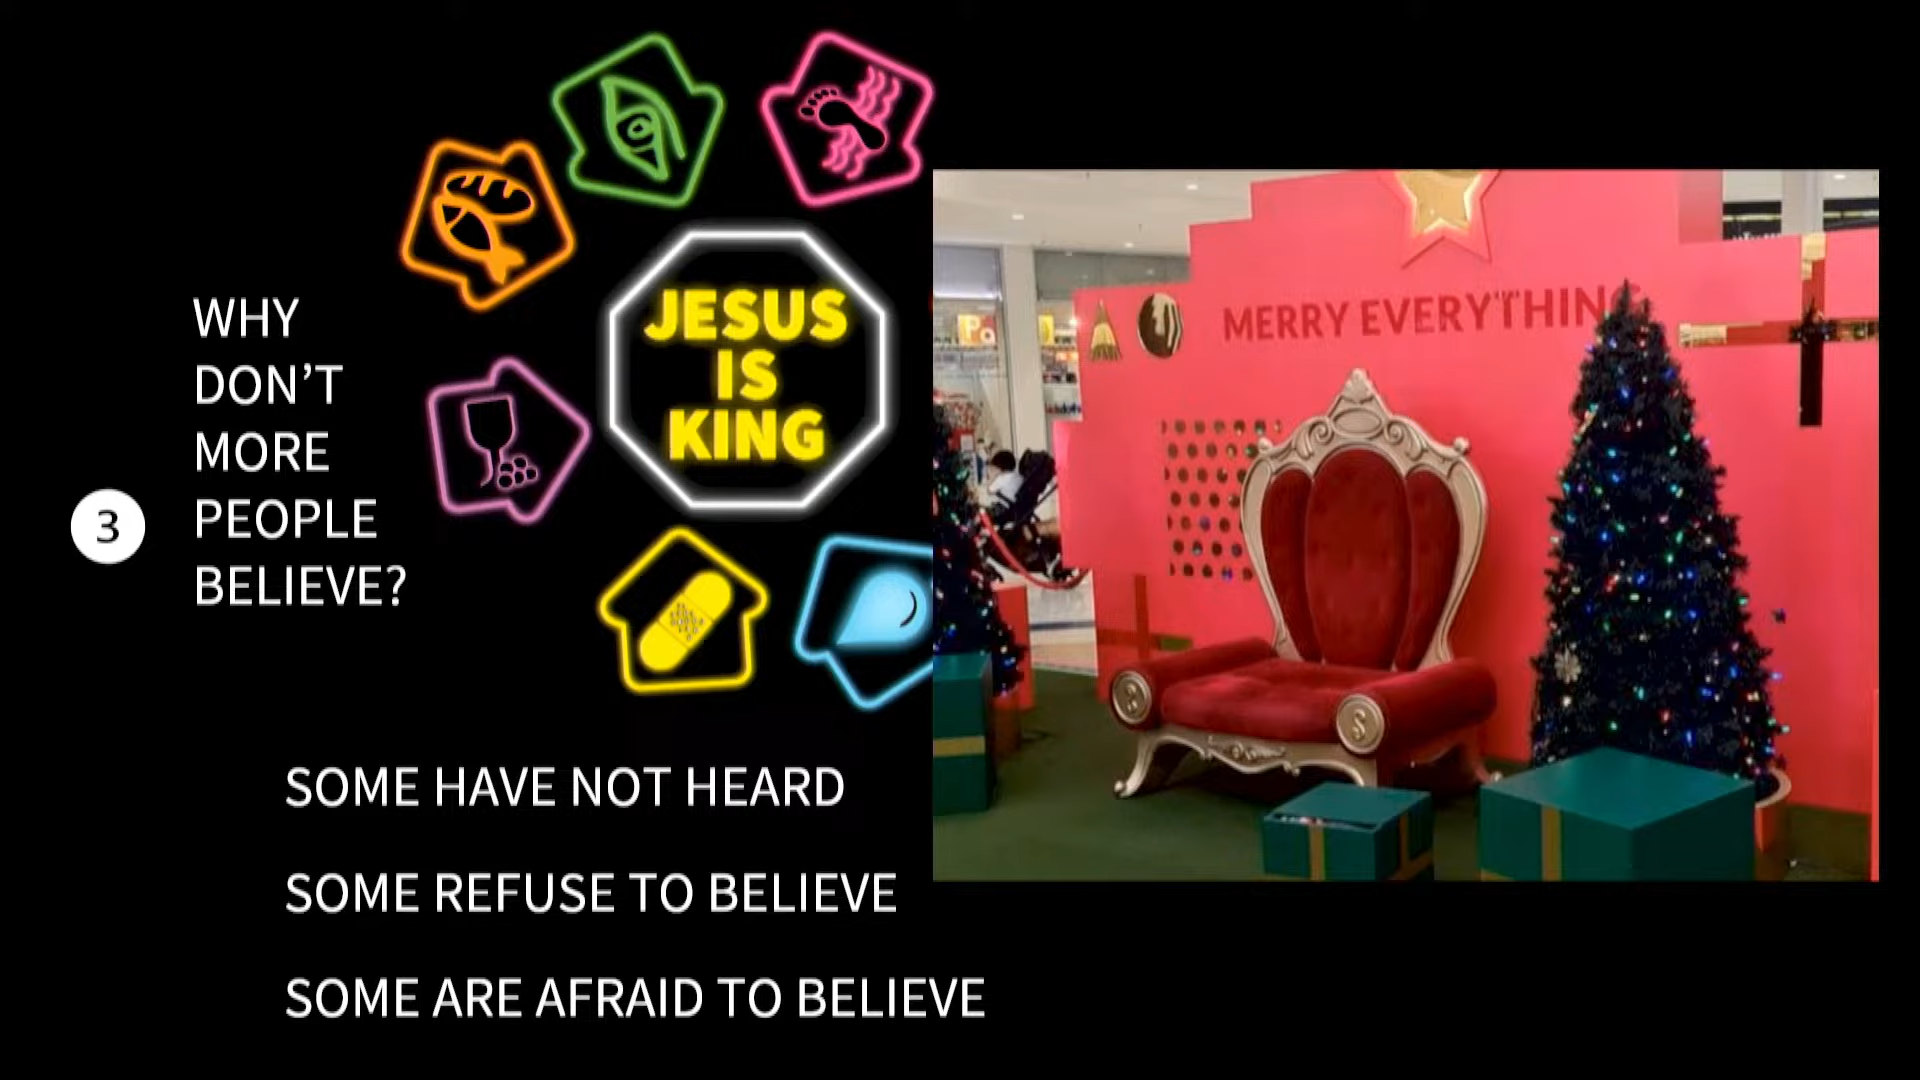 3
WHY
DON’T
MORE
PEOPLE
BELIEVE?
JESUS
IS
KING
MERRY EVERYTHING
SOME HAVE NOT HEARD
SOME REFUSE TO BELIEVE
SOME ARE AFRAID TO BELIEVE